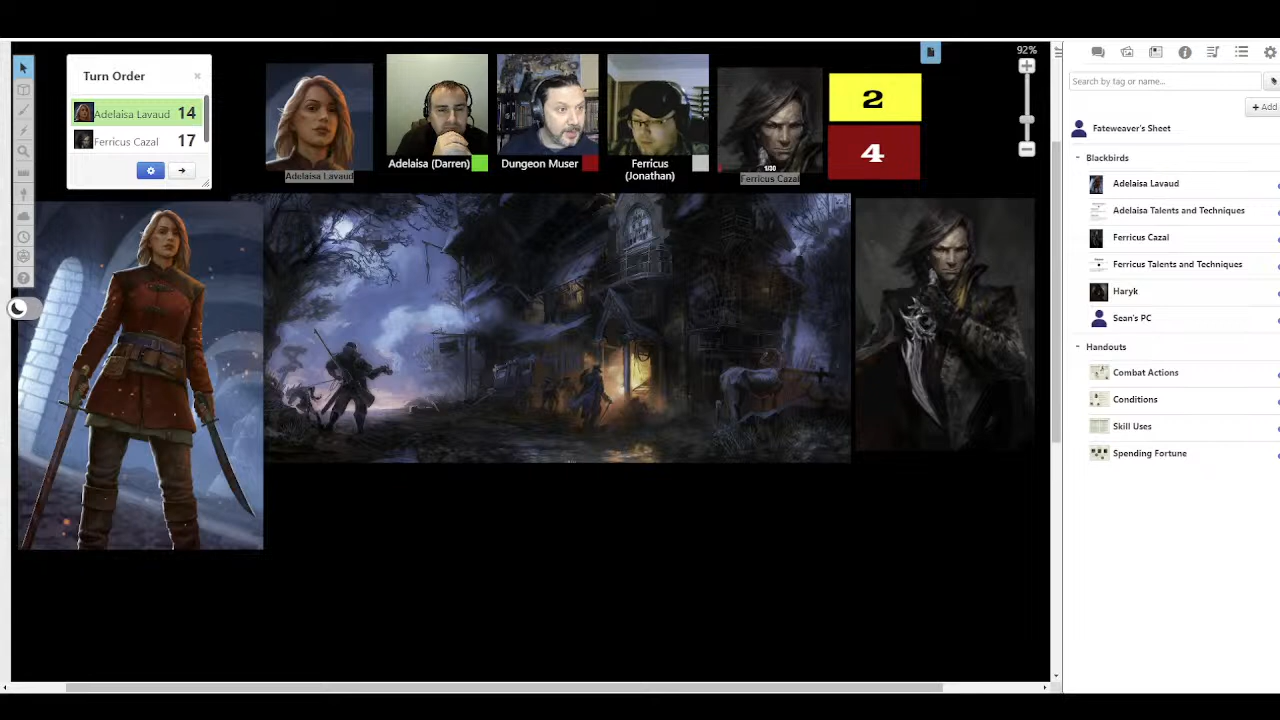 Turn Order
Adelaisa Lavaud 14
Ferricus Cazal 17
Adelaisa Lavaud
Adelaisa (Darren)
Dungeon Muser
Ferricus
(Jonathan)
1/30
Ferricus Cazal
2
4
92%
Search by tag or name...
+ Add
Fateweaver's Sheet
Blackbirds
Adelaisa Lavaud
Adelaisa Talents and Techniques
Ferricus Cazal
Ferricus Talents and Techniques
Haryk
Sean's PC
Handouts
Combat Actions
Conditions
Skill Uses
Spending Fortune